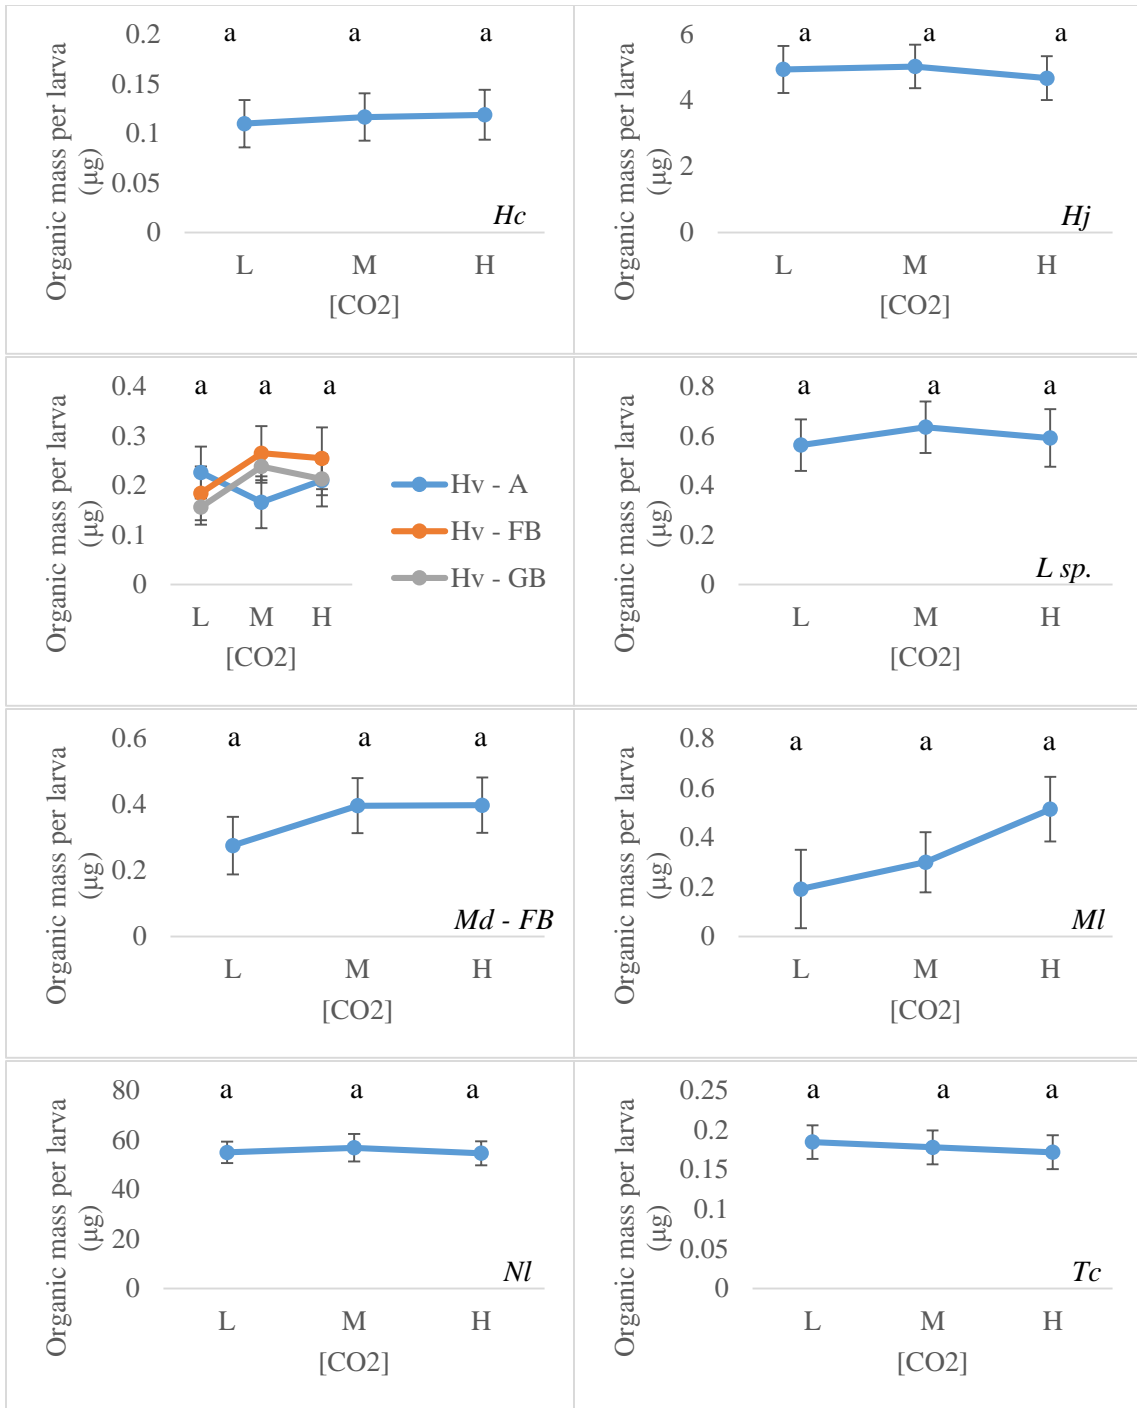 Organic mass per larva
(µg)
0.2
0.15
0.1
0.05
0
a a a
Hc
L M H
[CO2]
Organic mass per larva
(µg)
6
4
2
0
a a a
Hj
L M H
[CO2]
Organic mass per larva
(µg)
0.4
0.3
0.2
0.1
0
a a a
L M H
[CO2]
Hv - A
Hv - FB
Hv - GB
Organic mass per larva
(µg)
0.8
0.6
0.4
0.2
0
a a a
L sp.
L M H
[CO2]
Organic mass per larva
(µg)
0.6
0.4
0.2
0
a a a
Md - FB
L M H
[CO2]
Organic mass per larva
(µg)
0.8
0.6
0.4
0.2
0
a a a
Ml
L M H
[CO2]
Organic mass per larva
(µg)
80
60
40
20
0
a a a
Nl
L M H
[CO2]
Organic mass per larva
(µg)
0.25
0.2
0.15
0.1
0.05
0
a a a
Tc
L M H
[CO2]